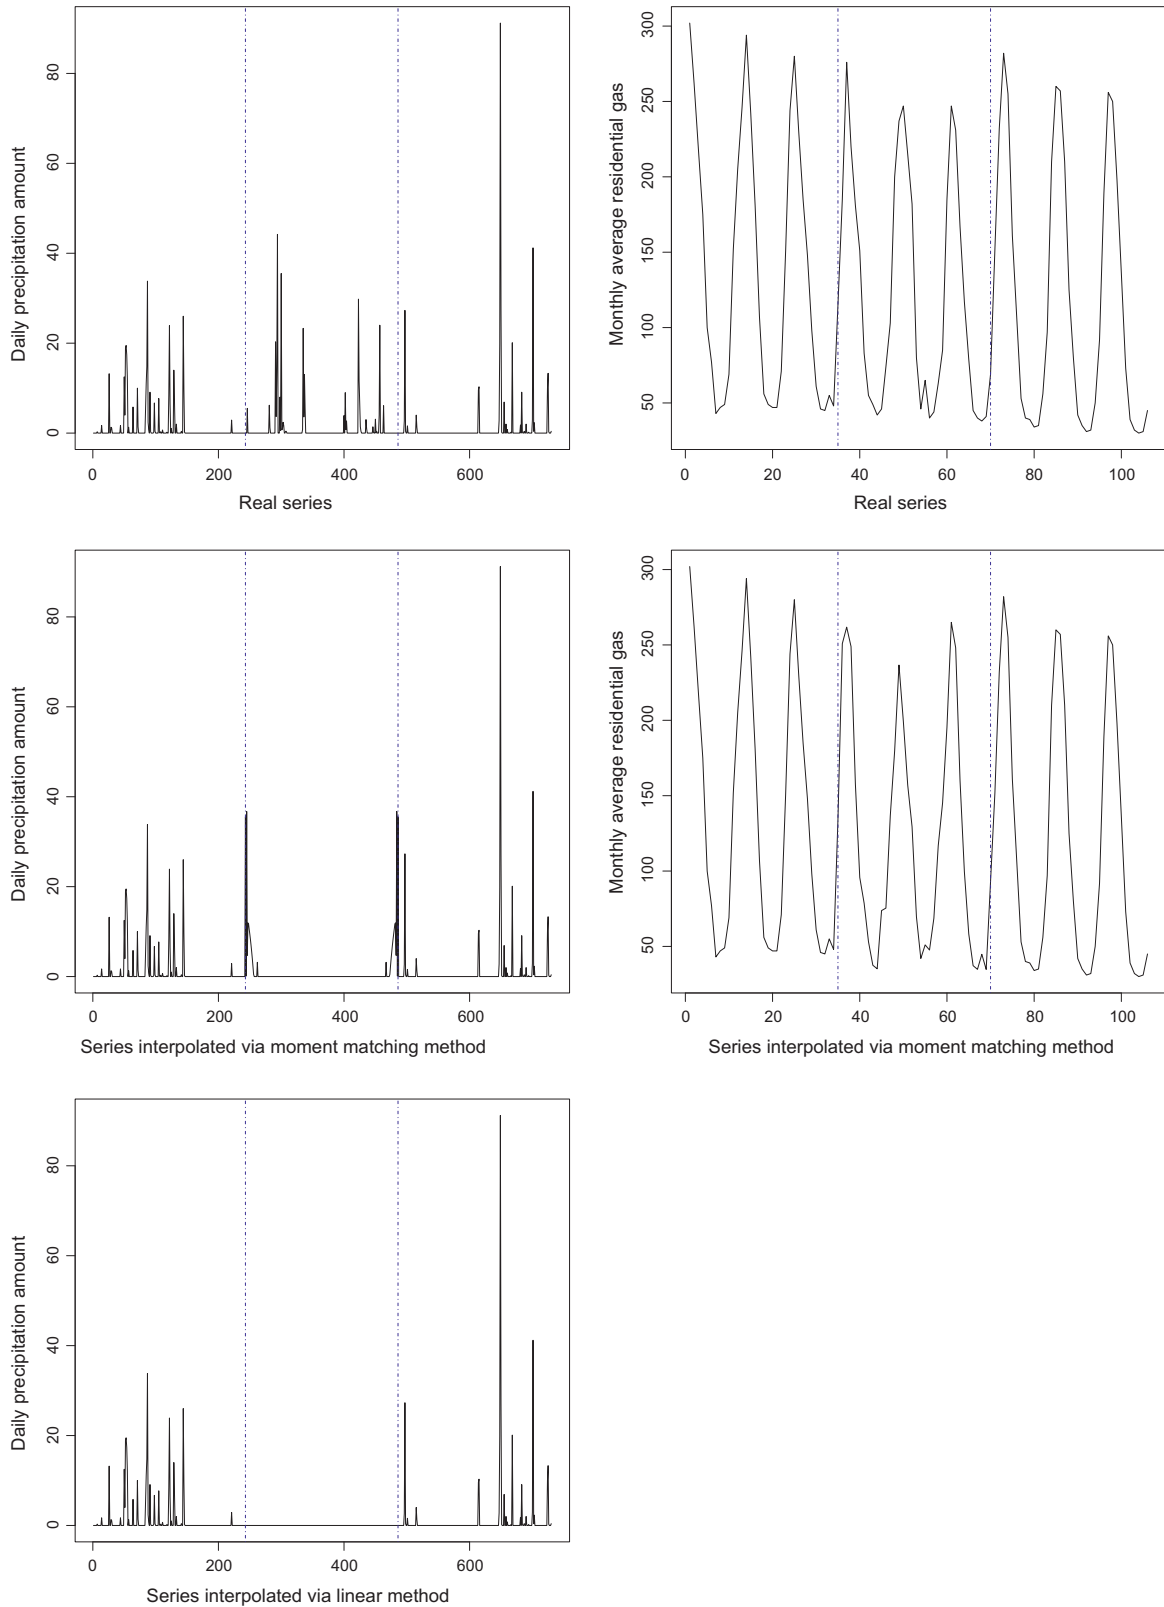 Daily precipitation amount
0 20 40 60 80
0 200 400 600
Real series
Monthly average residential gas
50 100 150 200 250 300
0 20 40 60 80 100
Real series
Daily precipitation amount
0 20 40 60 80
0 200 400 600
Series interpolated via moment matching method
Monthly average residential gas
50 100 150 200 250 300
0 20 40 60 80 100
Series interpolated via moment matching method
Daily precipitation amount
0 20 40 60 80
0 200 400 600
Series interpolated via linear method